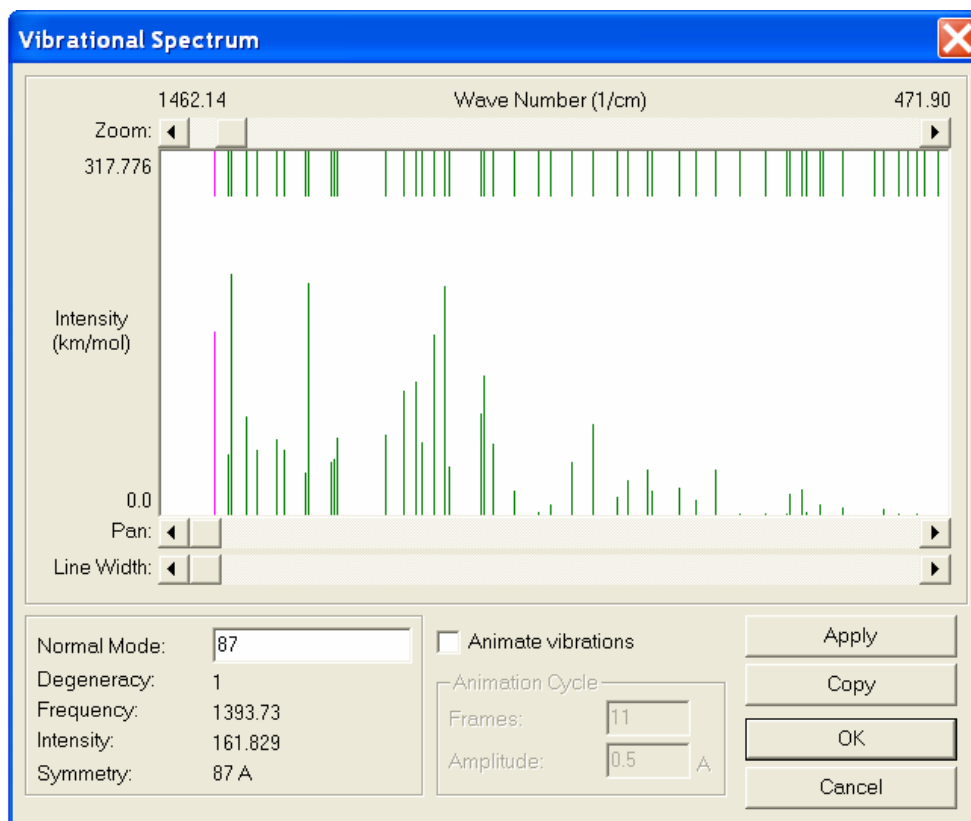 Vibrational Spectrum
1462.14 Wave Number (1/cm) 471.90
Zoom:
317.776
Intensity
(km/mol)
0.0
Pan:
Line Width:
Normal Mode: 87
Degeneracy: 1
Frequency: 1393.73
Intensity: 161.829
Symmetry: 87 A
Animate vibrations
Animation Cycle
Frames: 11
Amplitude: 0.5 A
Apply
Copy
OK
Cancel